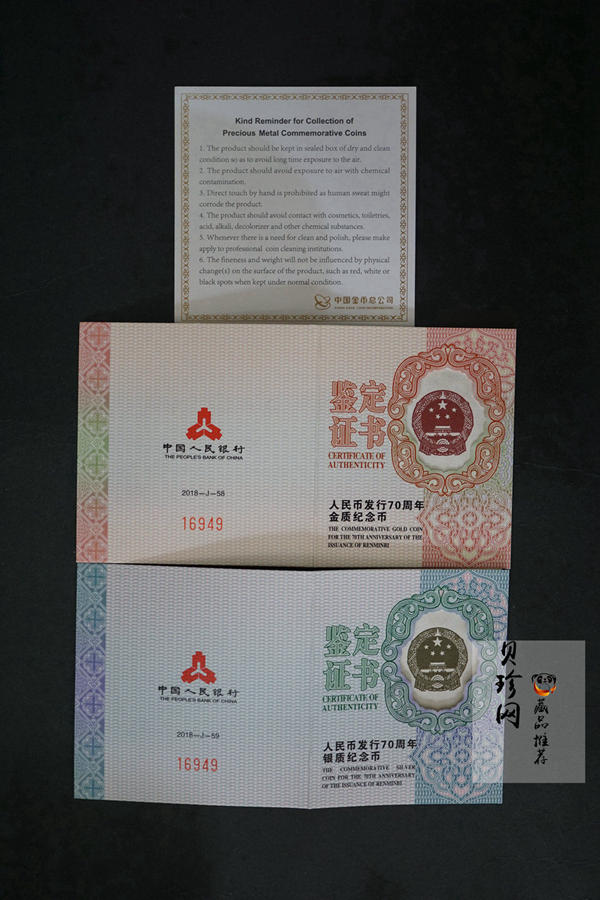 Kind Reminder for Collection of
Precious Metal Commemorative Coins
1. The product should be kept in sealed box of dry and clean
condition so as to avoid long time exposure to the air.
2. The product should avoid exposure to air with chemical
contamination.
3. Direct touch by hand is prohibited as human sweat might
corrode the product.
4. The product should avoid contact with cosmetics, toiletries,
acid, alkali, decolorizer and other chemical substances.
5. Whenever there is a need for clean and polish, please make
apply to professional coin cleaning institutions.
6. The fineness and weight will not be influenced by physical
change(s) on the surface of the product, such as red, white or
black spots when kept under normal condition.
中国金币总公司
CHINA GOLD COIN INCORPORATION
中国人民银行
THE PEOPLE'S BANK OF CHINA
2018—J—58
16949
鉴定
证书
CERTIFICATE OF
AUTHENTICITY
人民币发行70周年
金质纪念币
THE COMMEMORATIVE GOLD COIN
FOR THE 70TH ANNIVERSARY OF THE
ISSUANCE OF RENMINBI
中国人民银行
THE PEOPLE'S BANK OF CHINA
2018—J—59
16949
鉴定
证书
CERTIFICATE OF
AUTHENTICITY
人民币发行70周年
银质纪念币
THE COMMEMORATIVE SILVER
COIN FOR THE 70TH ANNIVERSARY
OF THE ISSUANCE OF RENMINBI
贝珍网
藏品推荐